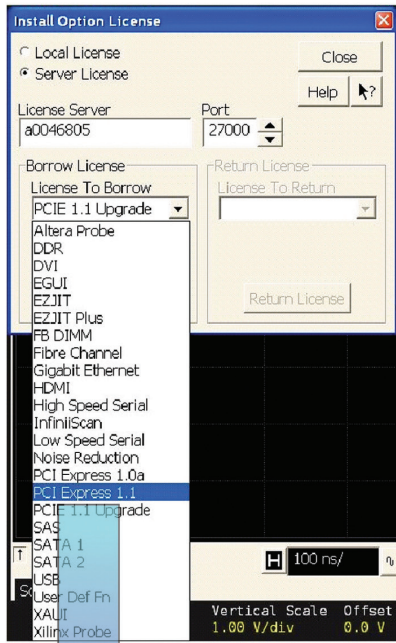 Install Option License
Local License
Server License
Close
Help
?
License Server
Port
a0046805
27000
Borrow License
Return License
License To Borrow
License To Return
PCIE 1.1 Upgrade
Return License
Altera Probe
DDR
DVI
EGUI
EZJIT
EZJIT Plus
FB DIMM
Fibre Channel
Gigabit Ethernet
HDMI
High Speed Serial
InfiniiScan
Low Speed Serial
Noise Reduction
PCI Express 1.0a
PCI Express 1.1
PCIE 1.1 Upgrade
SAS
SATA 1
SATA 2
USB
User Def Fn
XAUI
Xilinx Probe
H 100 ns/
Vertical Scale Offset
1.00 V/div 0.0 V